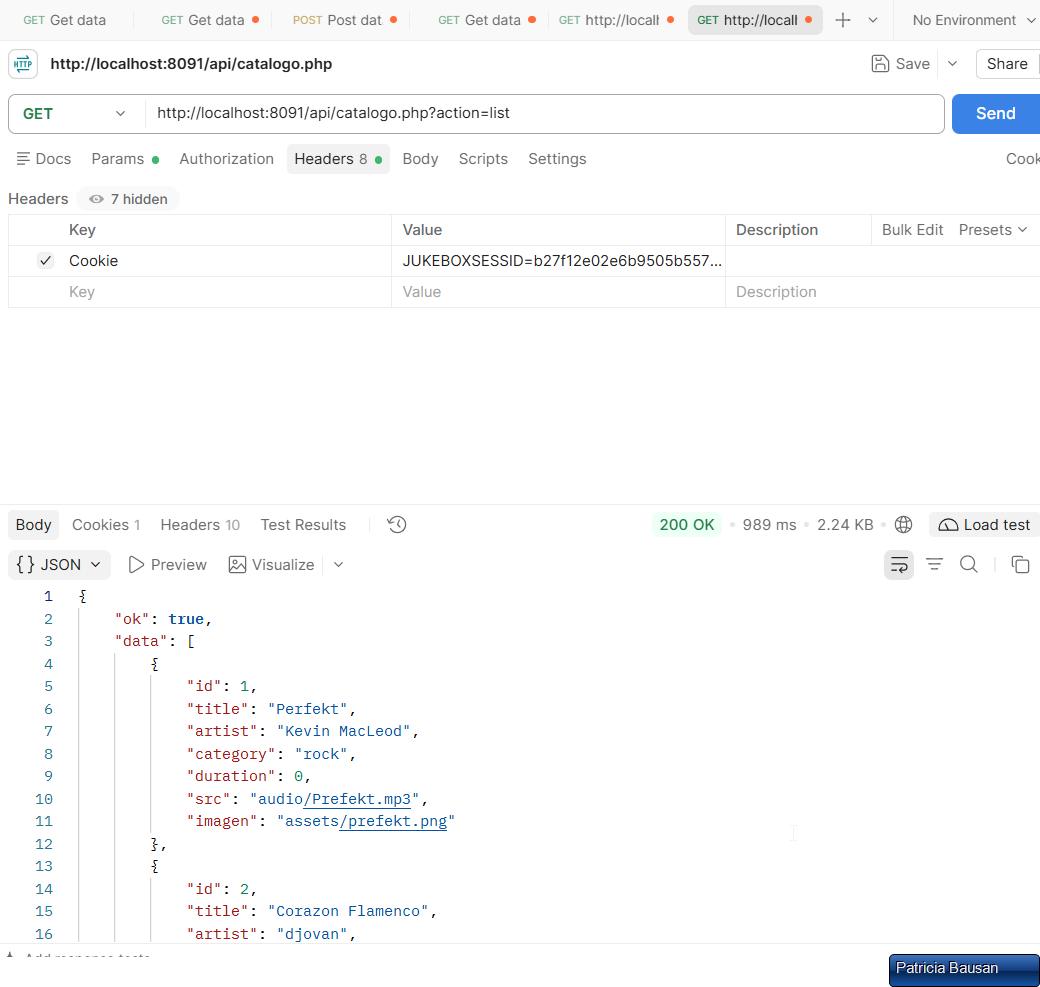 GET Get data GET Get data POST Post dat GET Get data GET http://locall GET http://locall No Environment
HTTP http://localhost:8091/api/catalogo.php Save Share
GET http://localhost:8091/api/catalogo.php?action=list Send
Docs Params Authorization Headers 8 Body Scripts Settings Cook
Headers 7 hidden
Key Value Description Bulk Edit Presets
Cookie JUKEBOXSESSID=b27f12e02e6b9505b557...
Key Value Description
Body Cookies 1 Headers 10 Test Results 200 OK 989 ms 2.24 KB Load test
{} JSON Preview Visualize
1 {
2 "ok": true,
3 "data": [
4 {
5 "id": 1,
6 "title": "Perfekt",
7 "artist": "Kevin MacLeod",
8 "category": "rock",
9 "duration": 0,
10 "src": "audio/Prefekt.mp3",
11 "imagen": "assets/prefekt.png"
12 },
13 {
14 "id": 2,
15 "title": "Corazon Flamenco",
16 "artist": "djovan",
Patricia Bausan